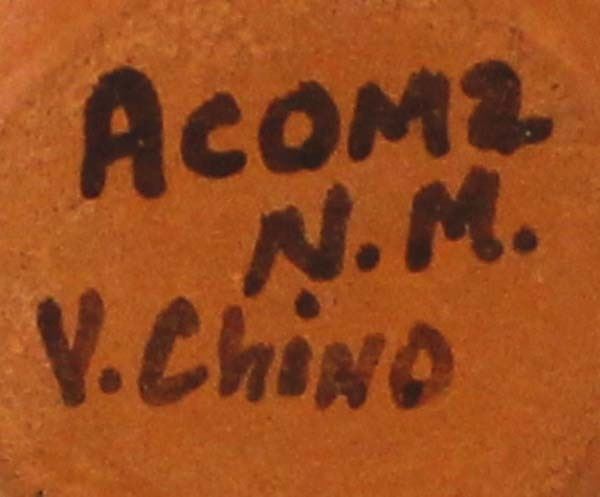 Acoma
N.M.
V. Chino